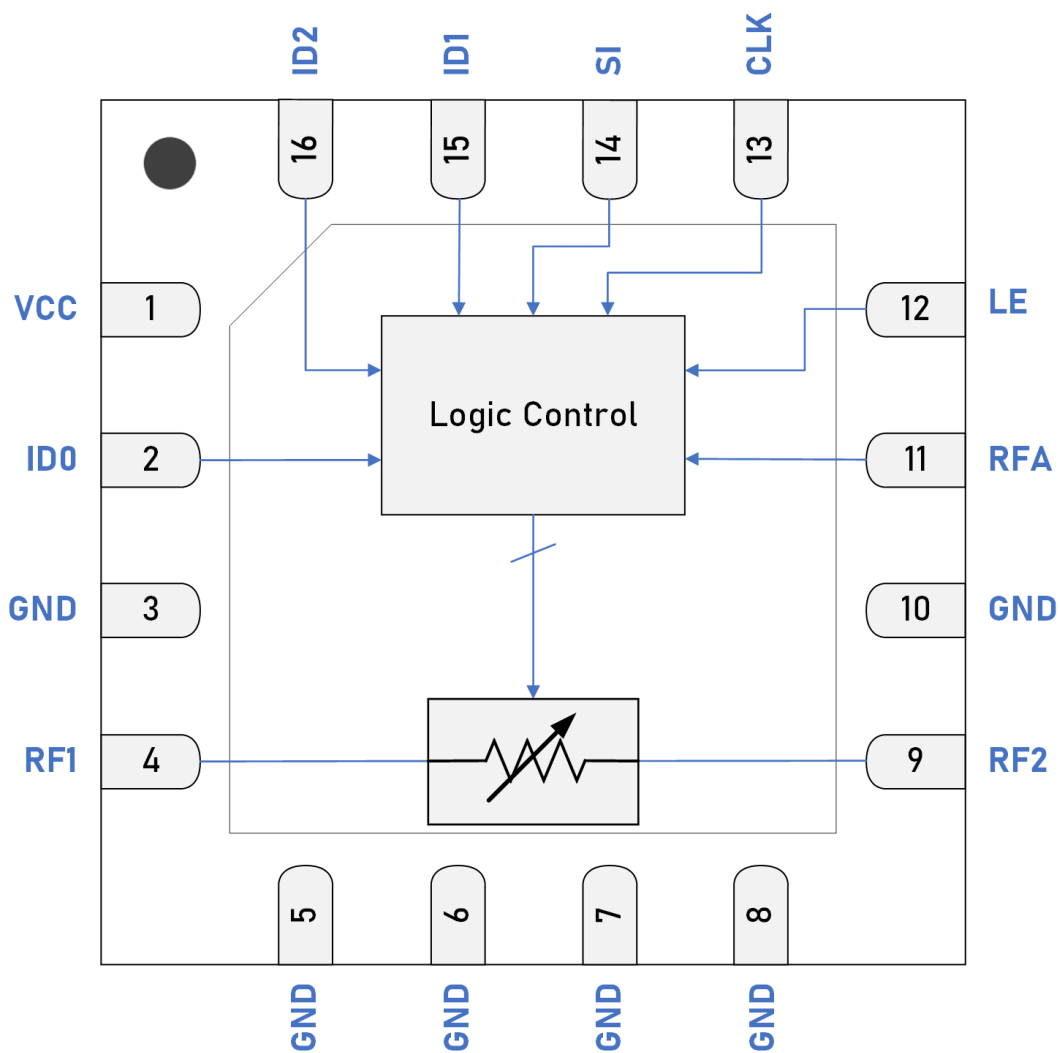 ID2
ID1
SI
CLK
16
15
14
13
VCC
1
12
LE
Logic Control
ID0
2
11
RFA
GND
3
10
GND
RF1
4
9
RF2
5
6
7
8
GND
GND
GND
GND